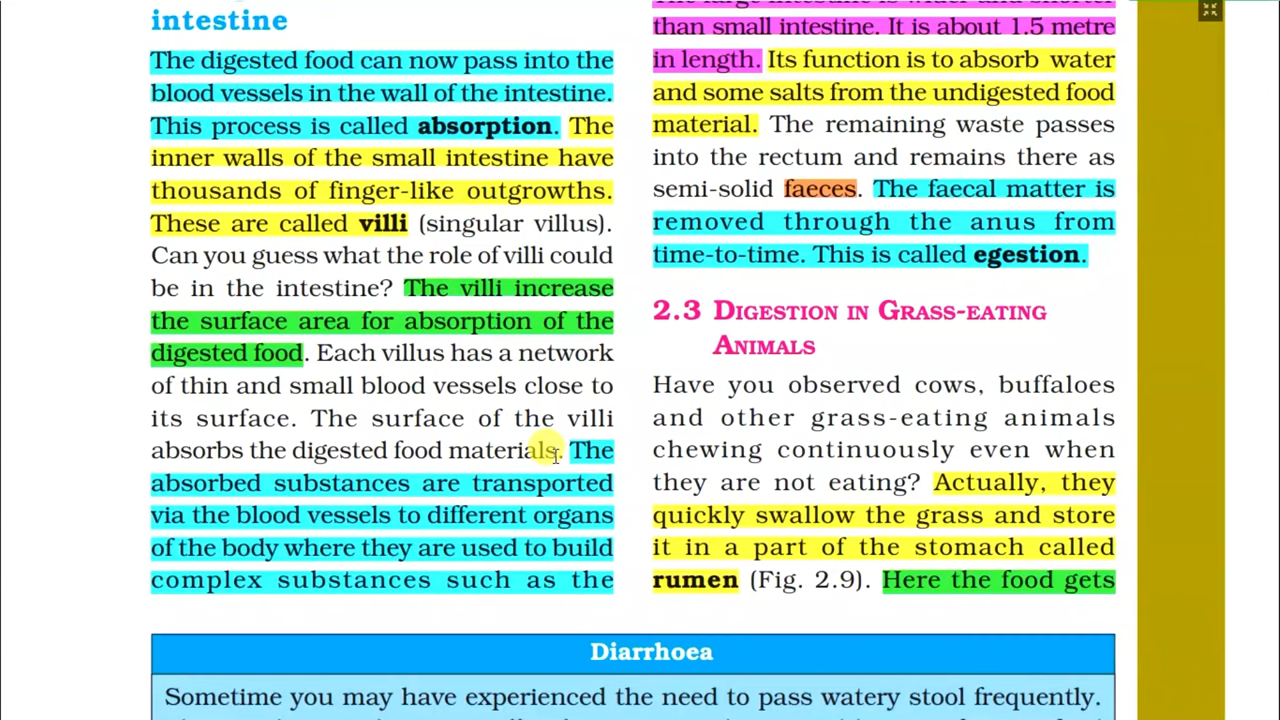 intestine
The digested food can now pass into the
blood vessels in the wall of the intestine.
This process is called absorption. The
inner walls of the small intestine have
thousands of finger-like outgrowths.
These are called villi (singular villus).
Can you guess what the role of villi could
be in the intestine? The villi increase
the surface area for absorption of the
digested food. Each villus has a network
of thin and small blood vessels close to
its surface. The surface of the villi
absorbs the digested food materials. The
absorbed substances are transported
via the blood vessels to different organs
of the body where they are used to build
complex substances such as the
The large intestine is wider and shorter
than small intestine. It is about 1.5 metre
in length. Its function is to absorb water
and some salts from the undigested food
material. The remaining waste passes
into the rectum and remains there as
semi-solid faeces. The faecal matter is
removed through the anus from
time-to-time. This is called egestion.
2.3 Digestion in Grass-eating
Animals
Have you observed cows, buffaloes
and other grass-eating animals
chewing continuously even when
they are not eating? Actually, they
quickly swallow the grass and store
it in a part of the stomach called
rumen (Fig. 2.9). Here the food gets
Diarrhoea
Sometime you may have experienced the need to pass watery stool frequently.